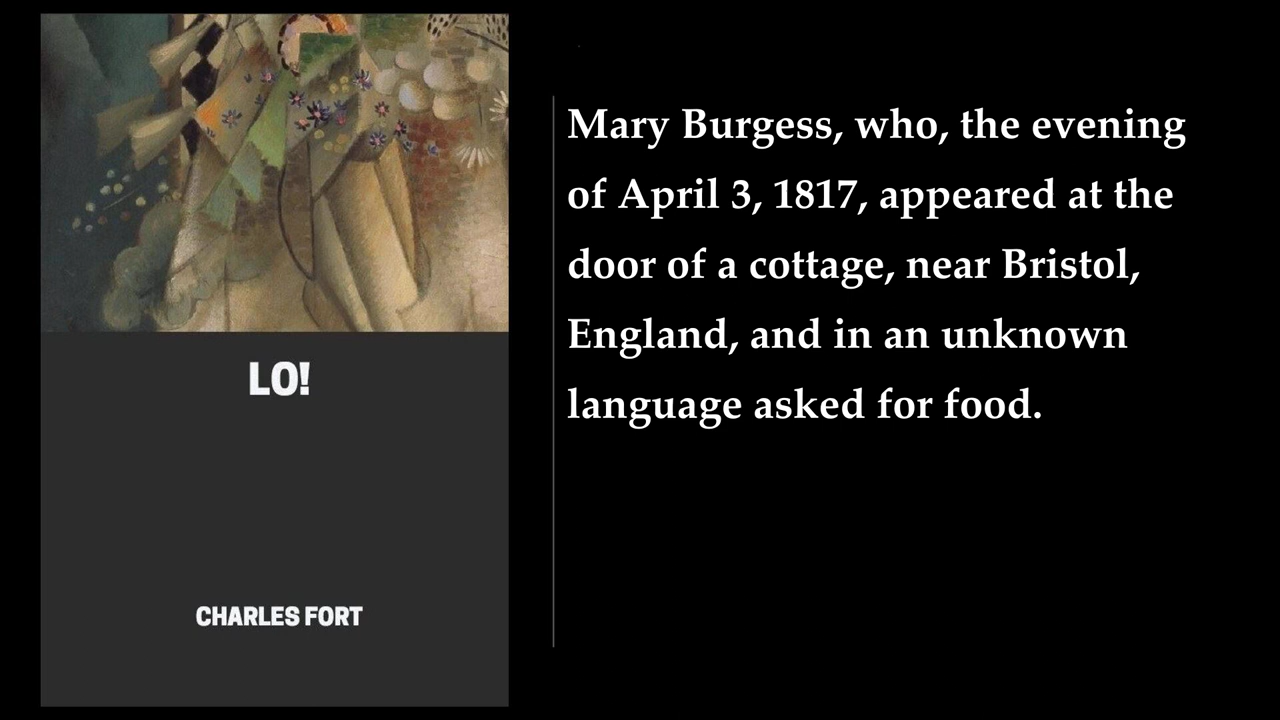 LO!
CHARLES FORT
Mary Burgess, who, the evening
of April 3, 1817, appeared at the
door of a cottage, near Bristol,
England, and in an unknown
language asked for food.